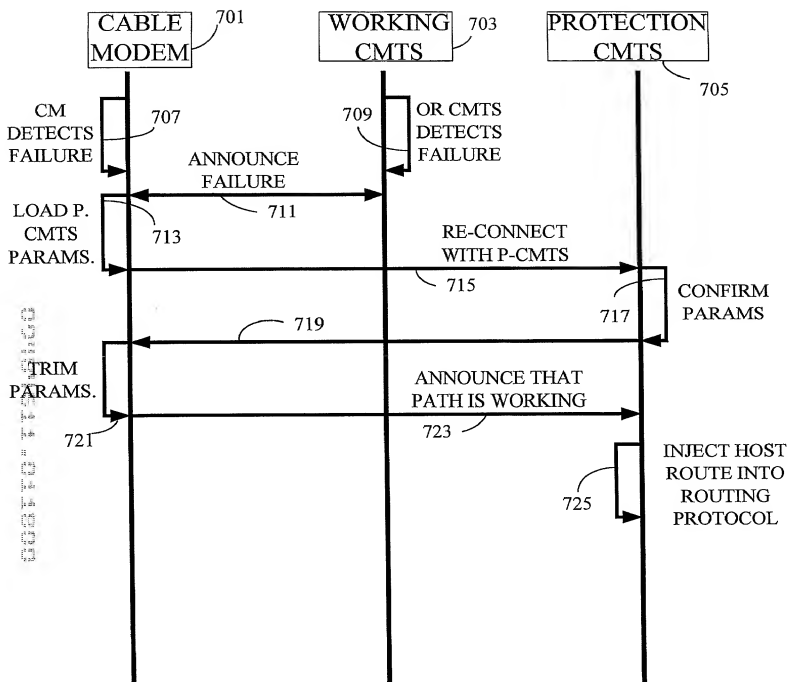 CABLE
MODEM
701
WORKING
CMTS
703
PROTECTION
CMTS
705
CM
DETECTS
FAILURE
707
709
OR CMTS
DETECTS
FAILURE
ANNOUNCE
FAILURE
711
LOAD P.
CMTS
PARAMS.
713
RE-CONNECT
WITH P-CMTS
715
717
CONFIRM
PARAMS
719
TRIM
PARAMS.
721
ANNOUNCE THAT
PATH IS WORKING
723
725
INJECT HOST
ROUTE INTO
ROUTING
PROTOCOL